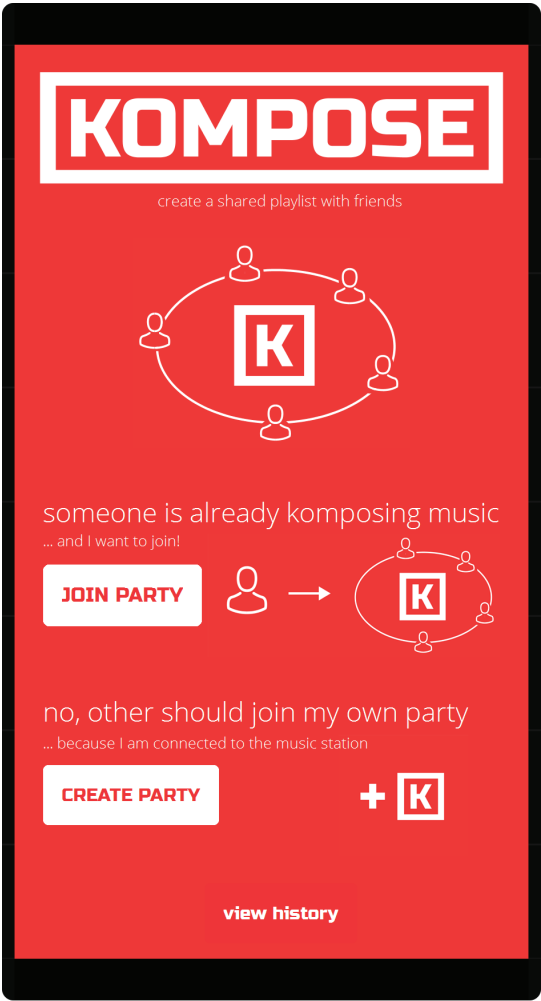 KOMPOSE
create a shared playlist with friends
K
someone is already komposing music
... and I want to join!
JOIN PARTY
K
no, other should join my own party
... because I am connected to the music station
CREATE PARTY
+ K
view history